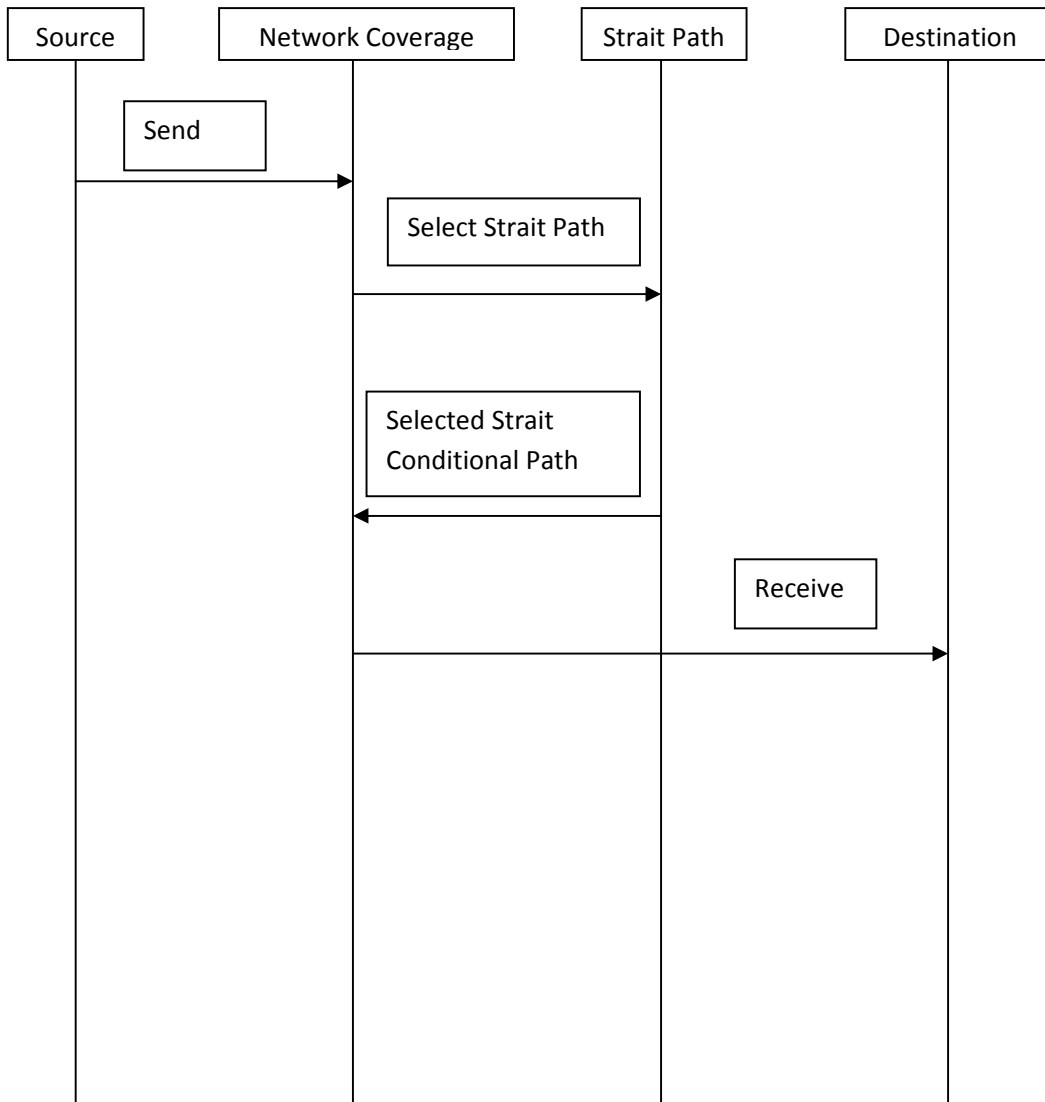 Source
Network Coverage
Strait Path
Destination
Send
Select Strait Path
Selected Strait
Conditional Path
Receive